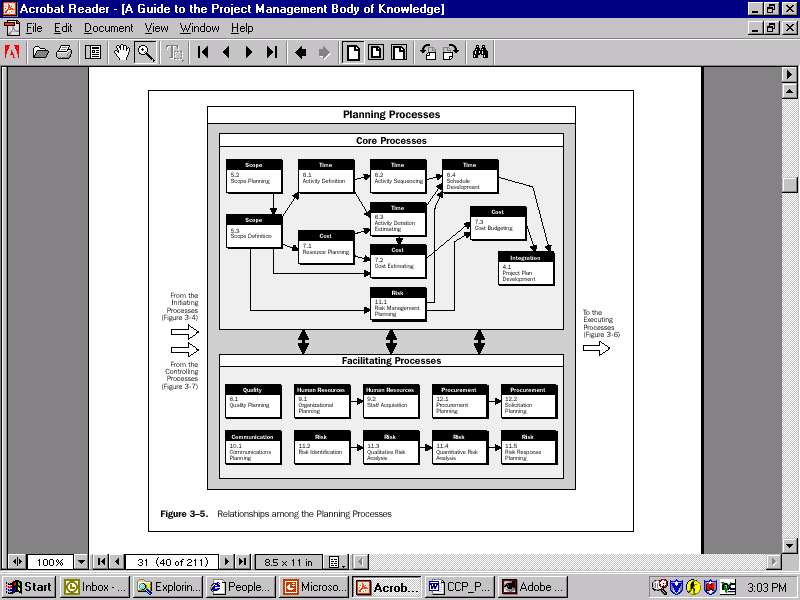 Acrobat Reader - [A Guide to the Project Management Body of Knowledge]
File Edit Document View Window Help
Planning Processes
Core Processes
Scope
5.2
Scope Planning
Time
6.1
Activity Definition
Time
6.2
Activity Sequencing
Time
6.4
Schedule
Development
Scope
5.3
Scope Definition
Time
6.3
Activity Duration
Estimating
Cost
7.3
Cost Budgeting
Cost
7.1
Resource Planning
Cost
7.2
Cost Estimating
Integration
4.1
Project Plan
Development
Risk
11.1
Risk Management
Planning
From the
Initiating
Processes
(Figure 3-4)
From the
Controlling
Processes
(Figure 3-7)
To the
Executing
Processes
(Figure 3-6)
Facilitating Processes
Quality
8.1
Quality Planning
Human Resources
9.1
Organizational
Planning
Human Resources
9.2
Staff Acquisition
Procurement
12.1
Procurement
Planning
Procurement
12.2
Solicitation
Planning
Communication
10.1
Communications
Planning
Risk
11.2
Risk Identification
Risk
11.3
Qualitative Risk
Analysis
Risk
11.4
Quantitative Risk
Analysis
Risk
11.5
Risk Response
Planning
Figure 3–5. Relationships among the Planning Processes
100% 31 (40 of 211) 8.5 x 11 in
Start Inbox - ... Explorin... People... Microso... Acrob... CCP_P... Adobe ... 3:03 PM